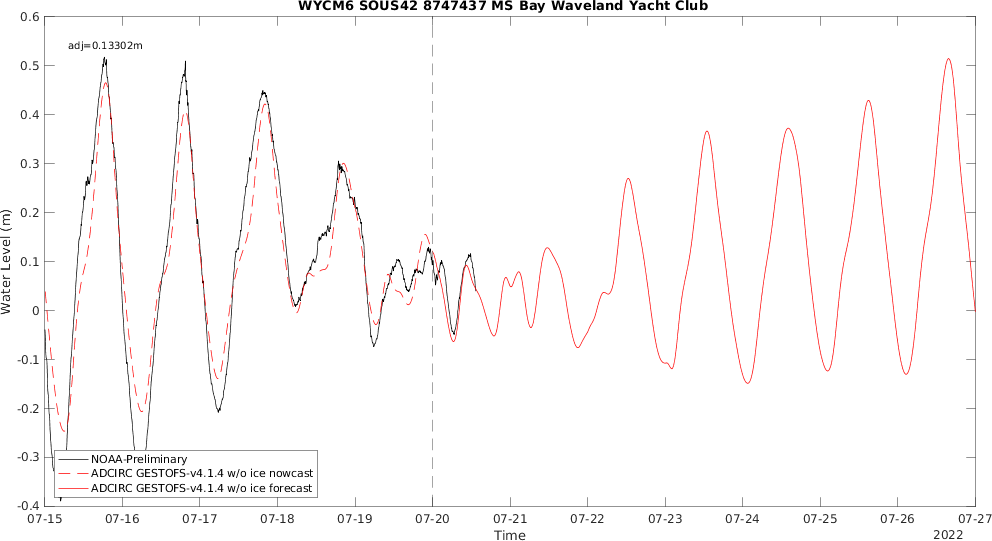 WYCM6 SOUS42 8747437 MS Bay Waveland Yacht Club
adj=0.13302m
Water Level (m)
0.6
0.5
0.4
0.3
0.2
0.1
0
-0.1
-0.2
-0.3
-0.4
NOAA-Preliminary
ADCIRC GESTOFS-v4.1.4 w/o ice nowcast
ADCIRC GESTOFS-v4.1.4 w/o ice forecast
07-15 07-16 07-17 07-18 07-19 07-20 07-21 07-22 07-23 07-24 07-25 07-26 07-27
Time
2022